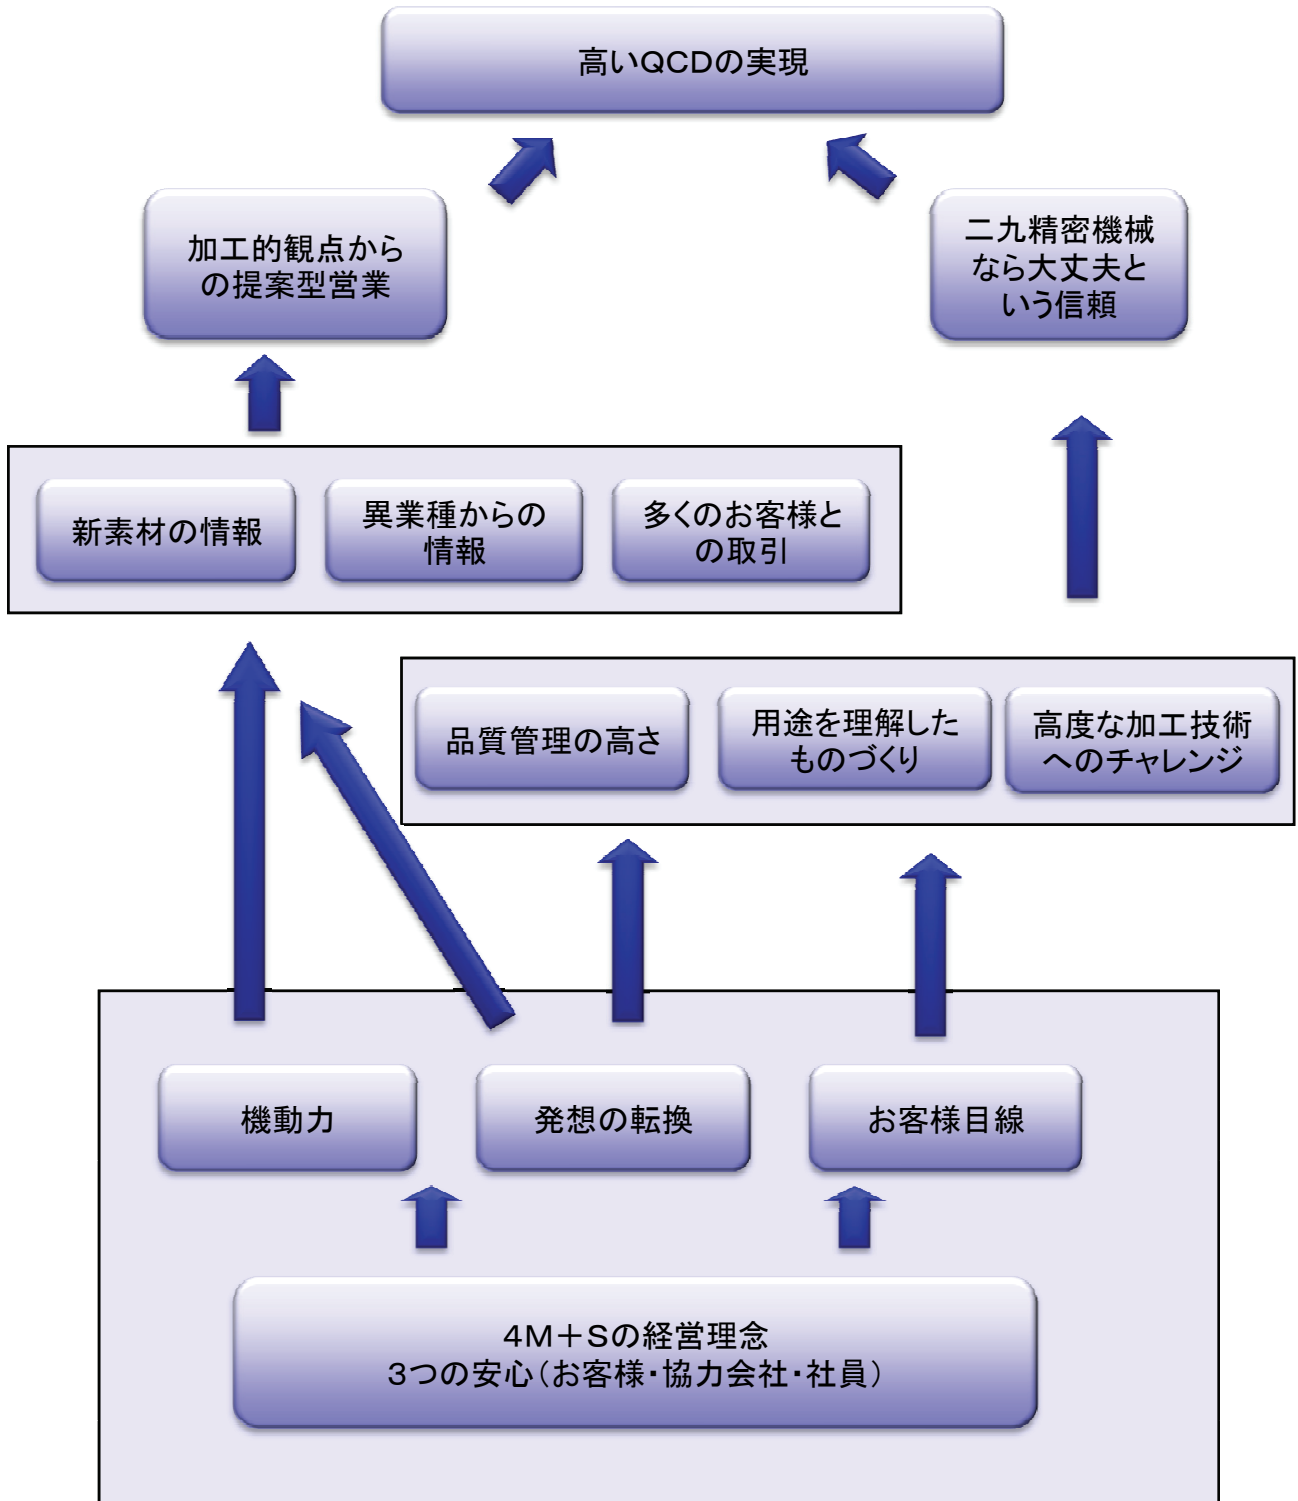 高いQCDの実現
加工的観点から
の提案型営業
二九精密機械
なら大丈夫と
いう信頼
新素材の情報
異業種からの
情報
多くのお客様と
の取引
品質管理の高さ
用途を理解した
ものづくり
高度な加工技術
へのチャレンジ
機動力
発想の転換
お客様目線
4M+Sの経営理念
3つの安心（お客様・協力会社・社員）